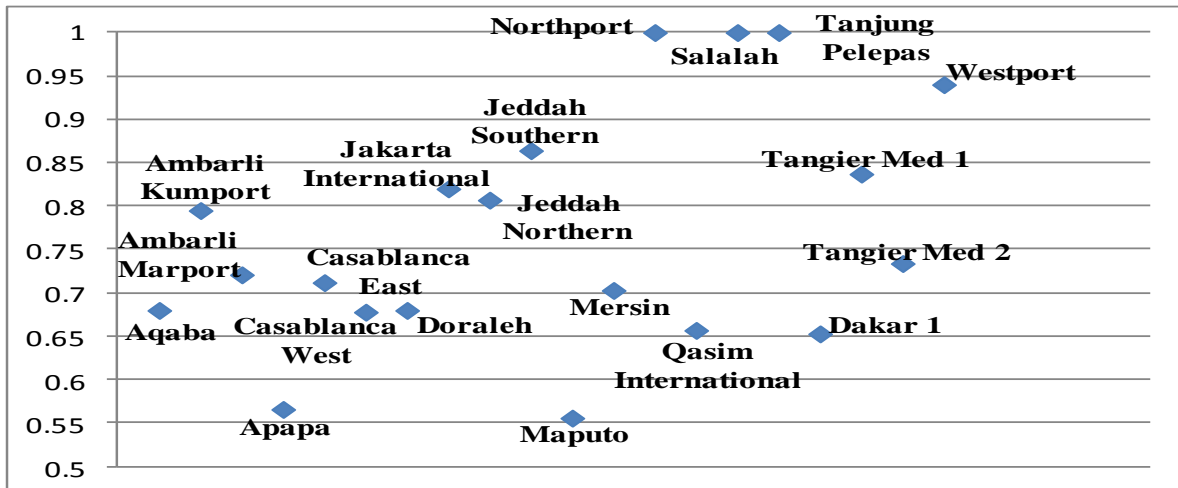 1
0.95
0.9
0.85
0.8
0.75
0.7
0.65
0.6
0.55
0.5
Northport
Salalah
Tanjung
Pelepas
Westport
Jeddah
Southern
Jakarta
International
Ambarli
Kumport
Tangier Med 1
Jeddah
Northern
Ambarli
Marport
Casablanca
East
Tangier Med 2
Mersin
Aqaba
Casablanca
West
Doraleh
Dakar 1
Qasim
International
Apapa
Maputo